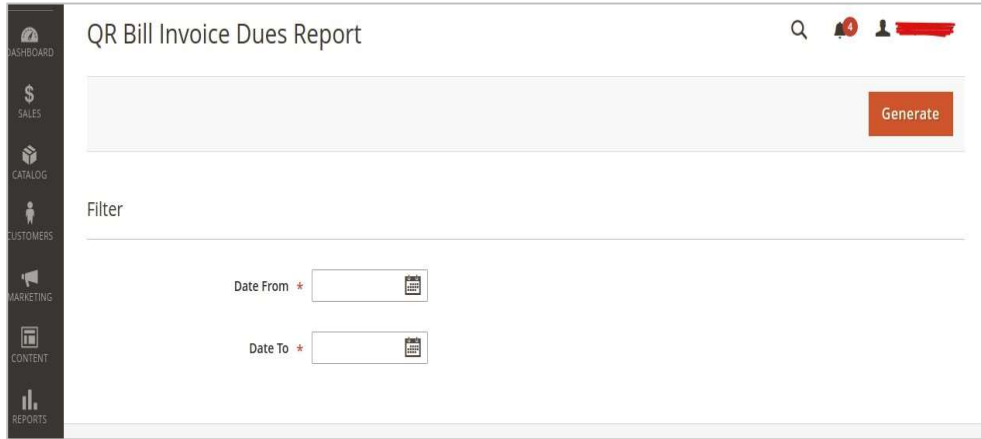 QR Bill Invoice Dues Report
4
DASHBOARD
SALES
CATALOG
CUSTOMERS
MARKETING
CONTENT
REPORTS
Generate
Filter
Date From *
Date To *